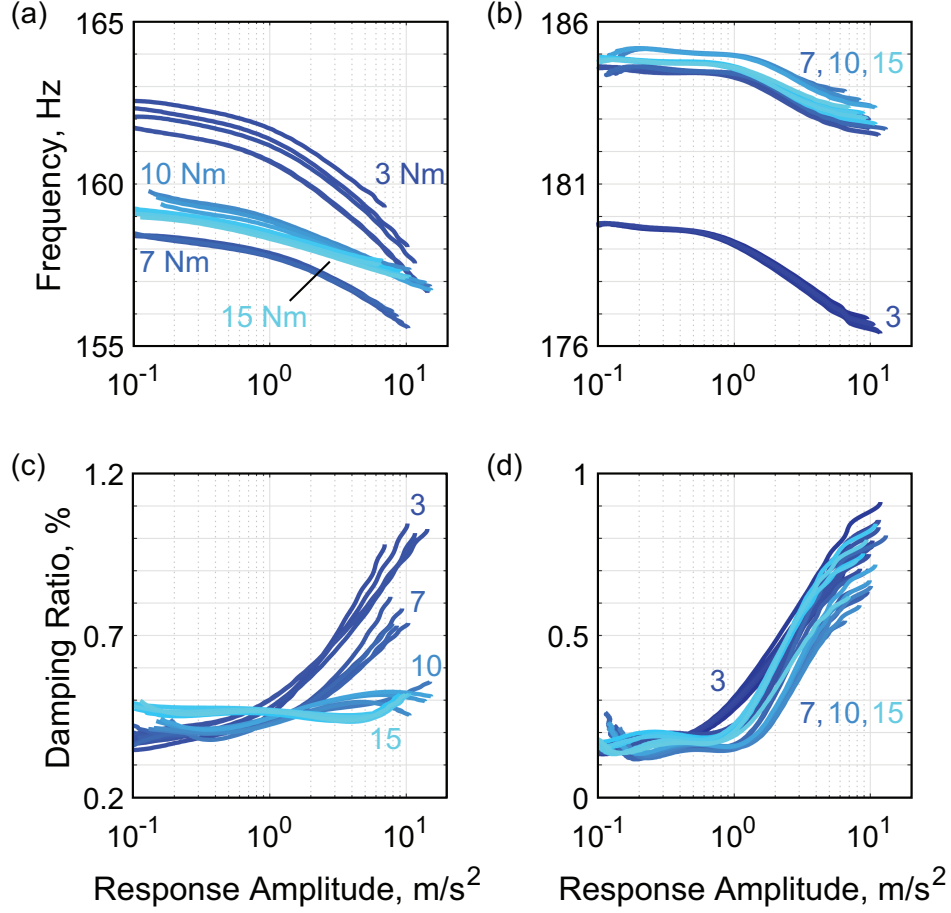 (a)
165
160
155
Frequency, Hz
10 Nm
3 Nm
7 Nm
15 Nm
10^-1
10^0
10^1
(b)
186
181
176
7, 10, 15
3
10^-1
10^0
10^1
(c)
1.2
0.7
0.2
Damping Ratio, %
3
7
10
15
10^-1
10^0
10^1
Response Amplitude, m/s^2
(d)
1
0.5
0
3
7, 10, 15
10^-1
10^0
10^1
Response Amplitude, m/s^2